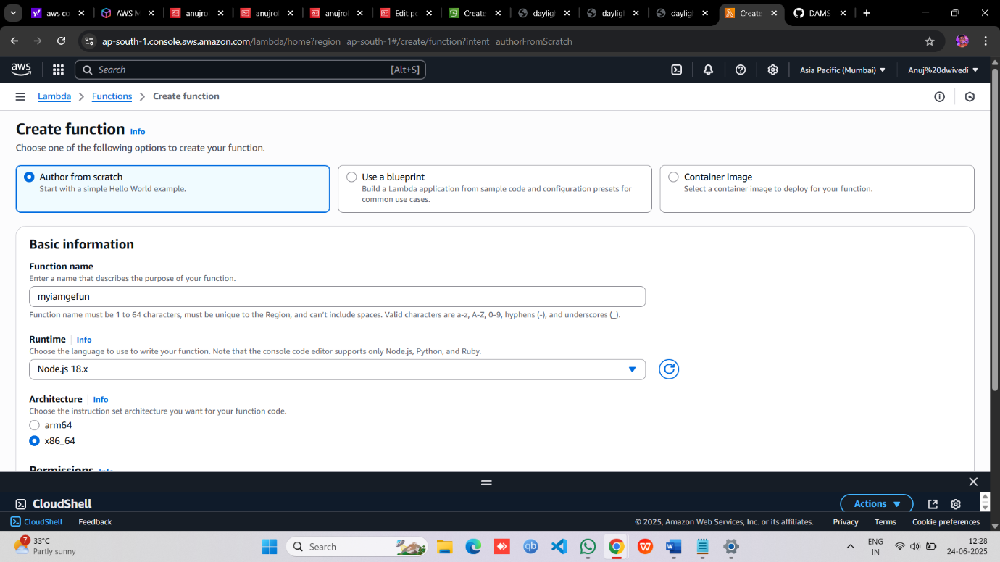 aws co
AWS M
anujrol
anujrol
anujrol
Edit po
Create
dayligh
dayligh
dayligh
Create
DAMS
ap-south-1.console.aws.amazon.com/lambda/home?region=ap-south-1#/create/function?intent=authorFromScratch
aws
Search
[Alt+S]
Asia Pacific (Mumbai)
Anuj%20dwivedi
Lambda
Functions
Create function
Create function Info
Choose one of the following options to create your function.
Author from scratch
Start with a simple Hello World example.
Use a blueprint
Build a Lambda application from sample code and configuration presets for
common use cases.
Container image
Select a container image to deploy for your function.
Basic information
Function name
Enter a name that describes the purpose of your function.
myiamgefun
Function name must be 1 to 64 characters, must be unique to the Region, and can't include spaces. Valid characters are a-z, A-Z, 0-9, hyphens (-), and underscores (_).
Runtime Info
Choose the language to use to write your function. Note that the console code editor supports only Node.js, Python, and Ruby.
Node.js 18.x
Architecture Info
Choose the instruction set architecture you want for your function code.
arm64
x86_64
Permissions Info
CloudShell
Actions
CloudShell
Feedback
© 2025, Amazon Web Services, Inc. or its affiliates.
Privacy
Terms
Cookie preferences
7
33°C
Partly sunny
Search
qb
W
W
ENG
IN
12:28
24-06-2025